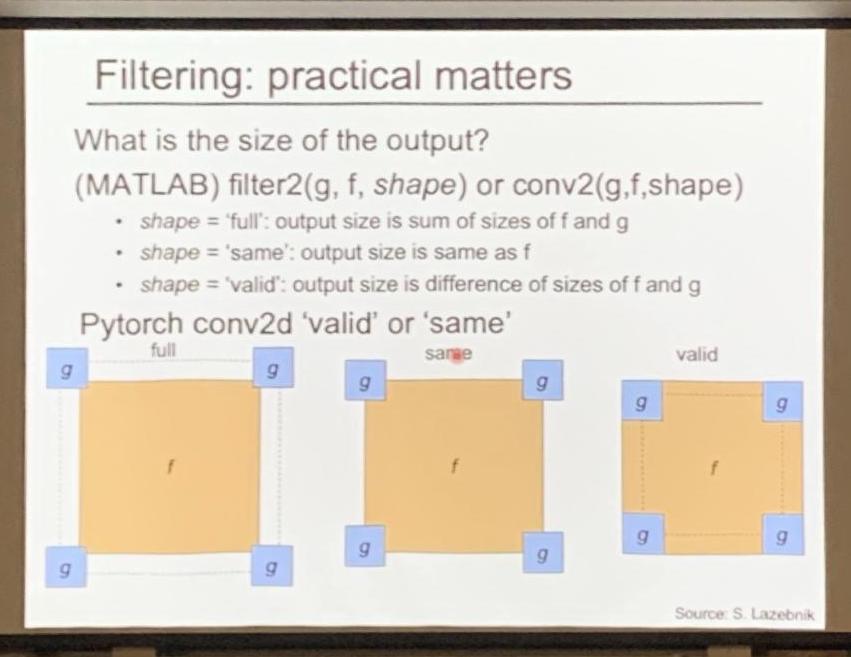 Filtering: practical matters
What is the size of the output?
(MATLAB) filter2(g, f, shape) or conv2(g,f,shape)
• shape = ‘full’: output size is sum of sizes of f and g
• shape = ‘same’: output size is same as f
• shape = ‘valid’: output size is difference of sizes of f and g
Pytorch conv2d ‘valid’ or ‘same’
full
same
valid
g
g
g
g
g
g
f
f
f
g
g
g
g
g
g
Source: S. Lazebnik